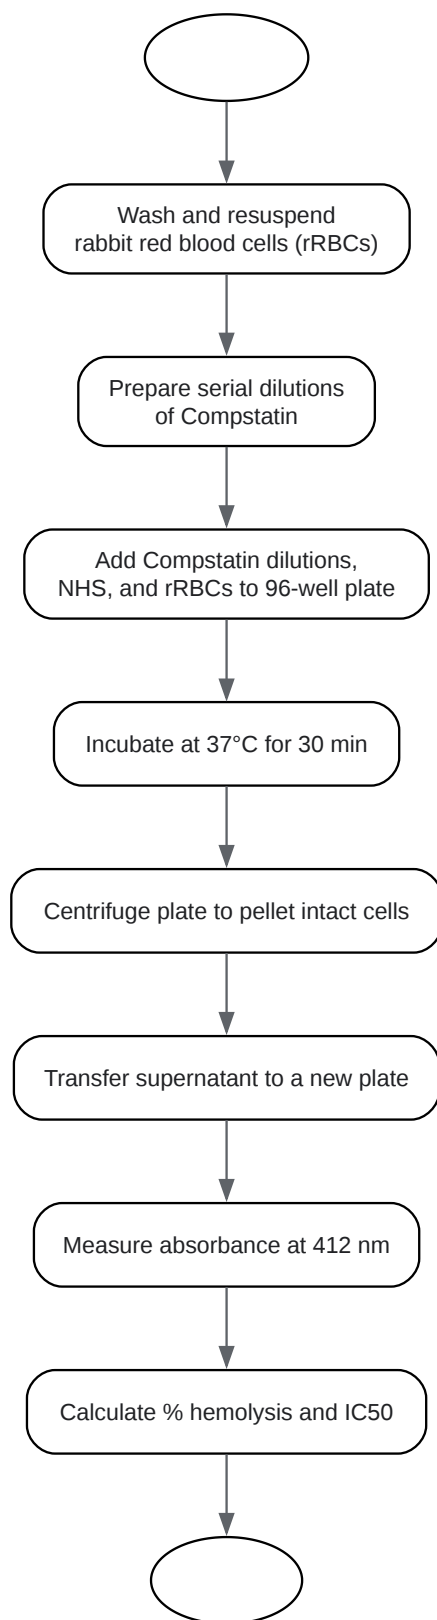 Wash and resuspend
rabbit red blood cells (rRBCs)
Prepare serial dilutions
of Compstatin
Add Compstatin dilutions,
NHS, and rRBCs to 96-well plate
Incubate at 37°C for 30 min
Centrifuge plate to pellet intact cells
Transfer supernatant to a new plate
Measure absorbance at 412 nm
Calculate % hemolysis and IC50